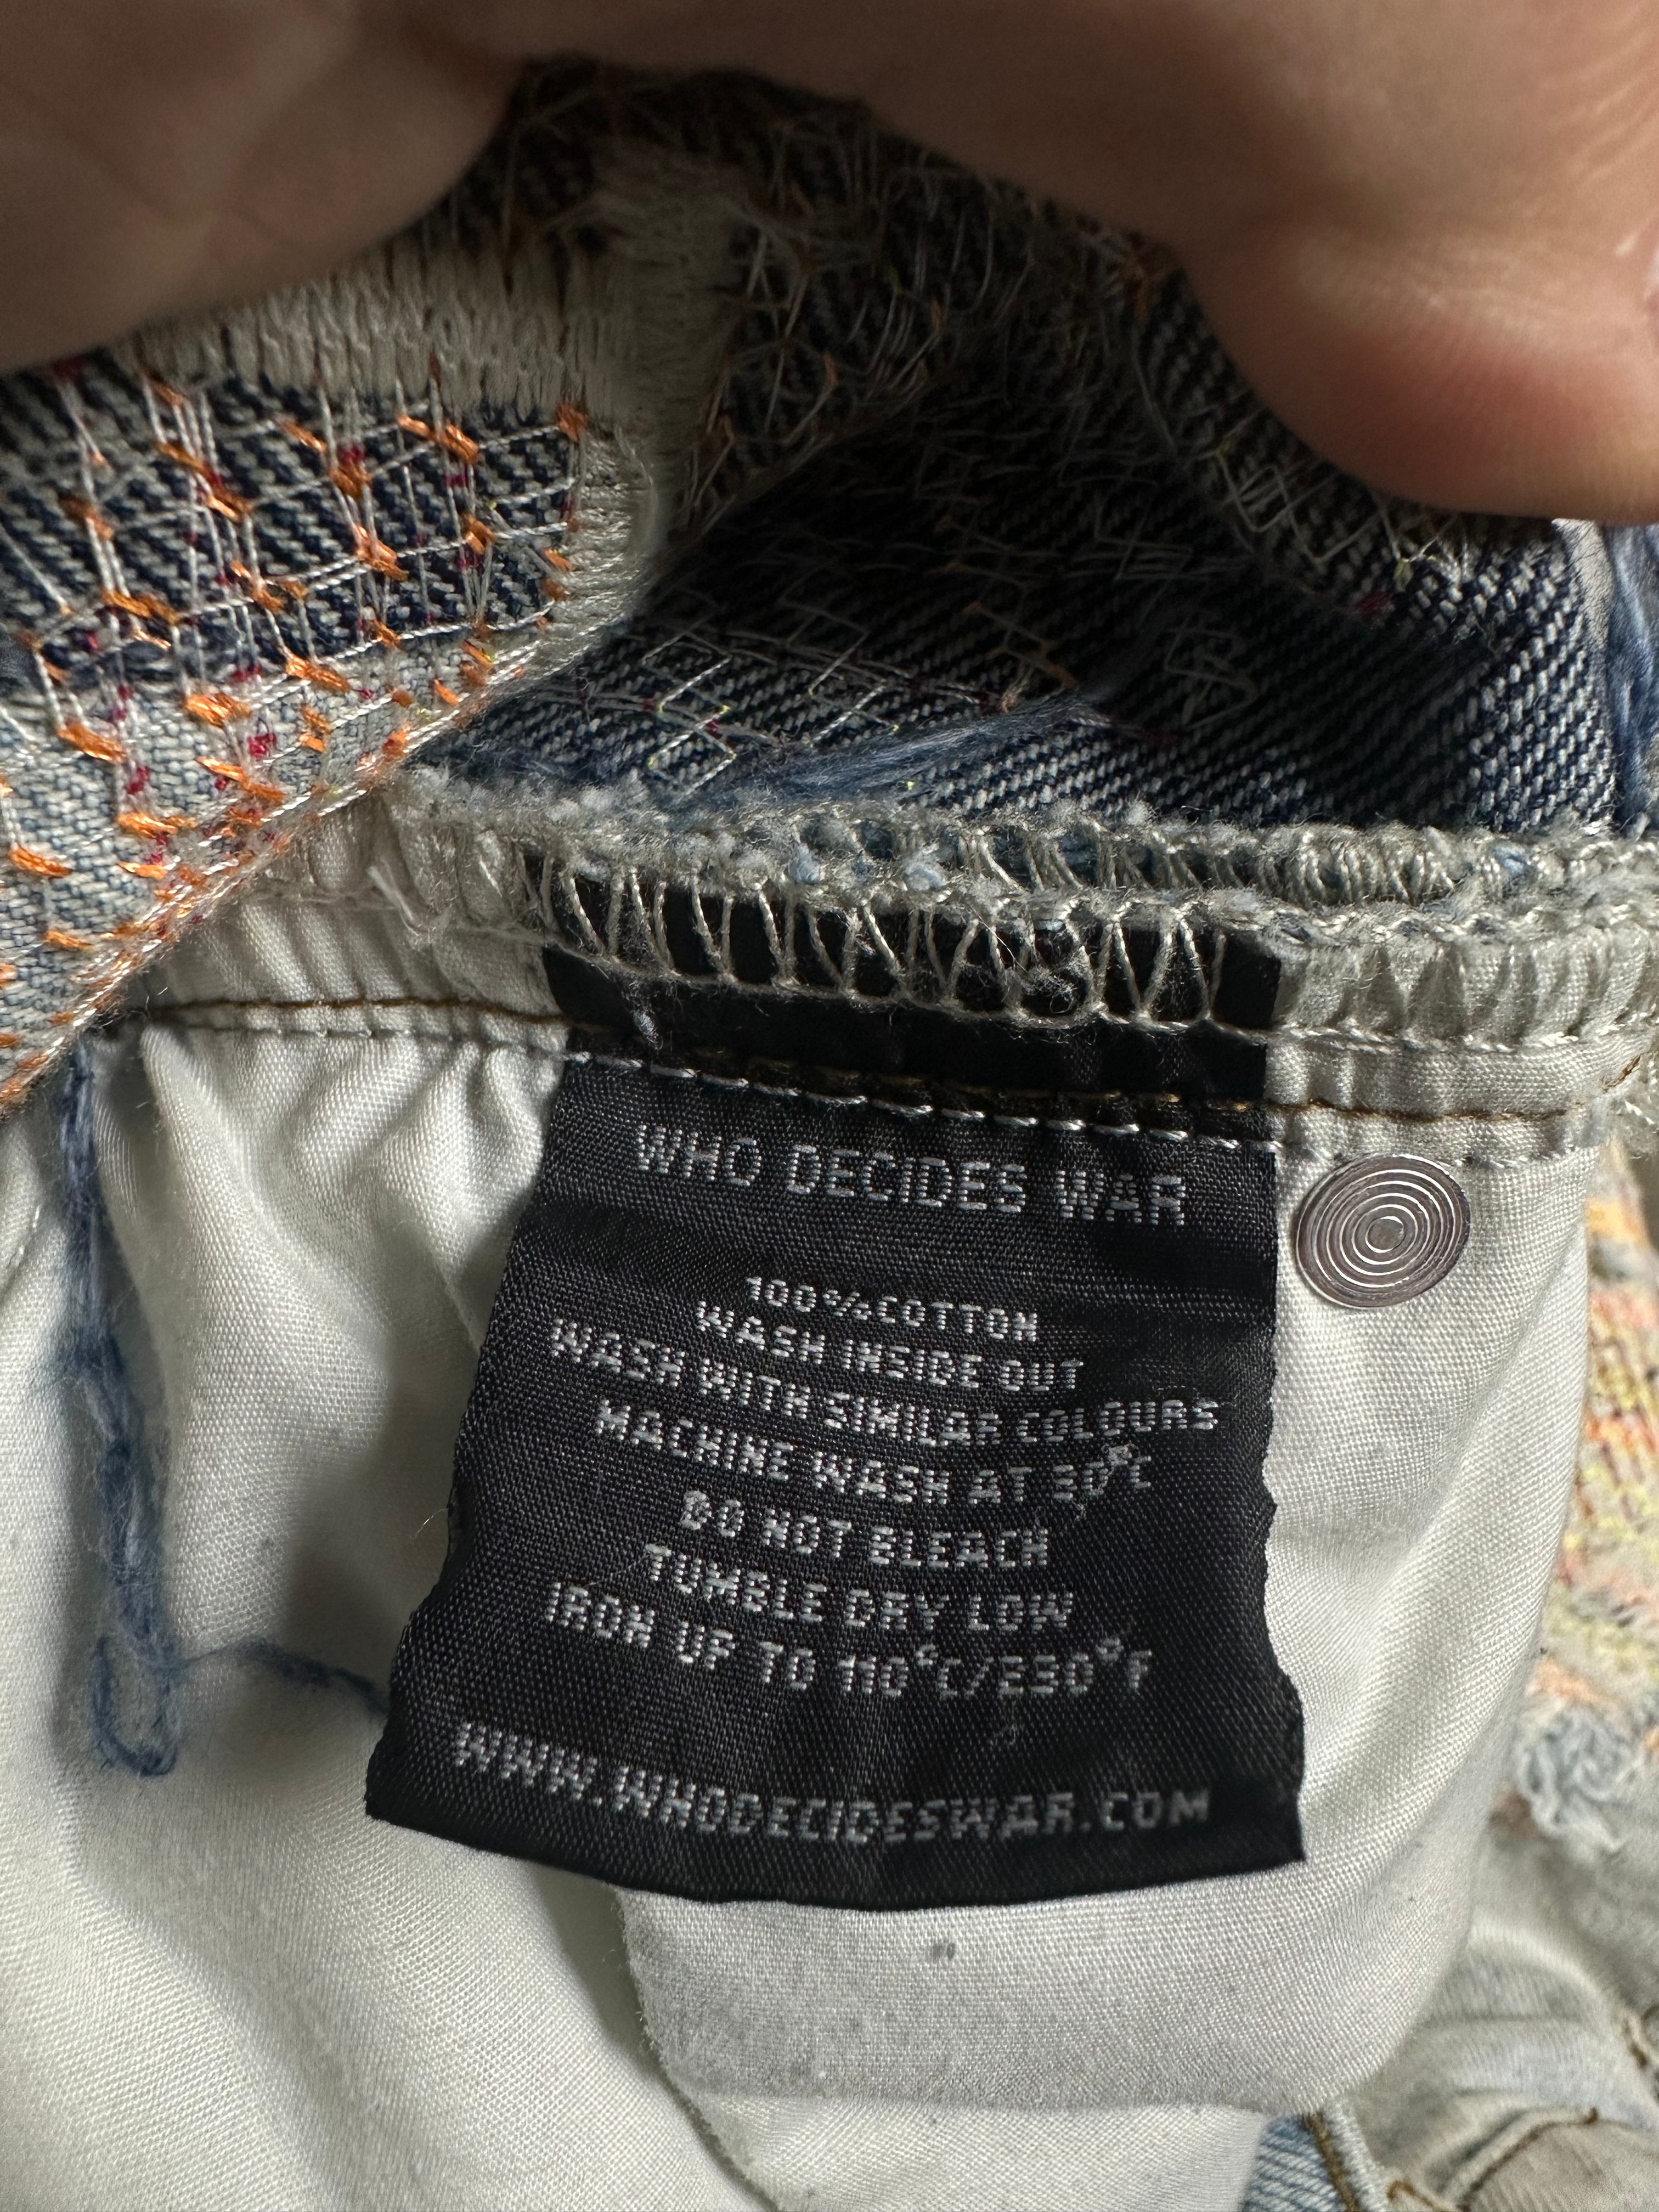 WHO DECIDES WAR
100%COTTON
WASH INSIDE OUT
WASH WITH SIMILAR COLOURS
MACHINE WASH AT 30°C
DO NOT BLEACH
TUMBLE DRY LOW
IRON UP TO 110°C/230°F
WWW.WHODECIDESWAR.COM